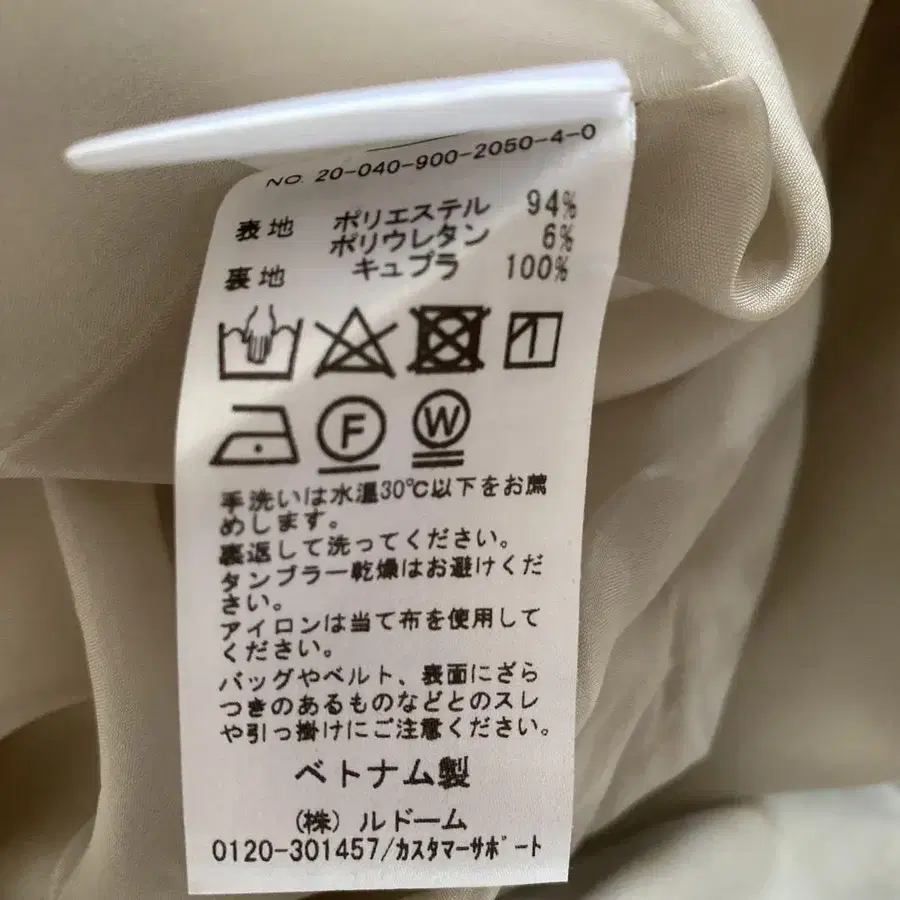 NO. 20-040-900-2050-4-0
表地 ポリエステル 94%
ポリウレタン 6%
裏地 キュプラ 100%
F W
手洗いは水温30℃以下をお薦
めします。
裏返して洗ってください。
タンブラー乾燥はお避けくだ
さい。
アイロンは当て布を使用して
ください。
バッグやベルト、表面にざら
つきのあるものなどとのスレ
や引っ掛けにご注意ください。
ベトナム製
(株) ルドーム
0120-301457/カスタマーサポート